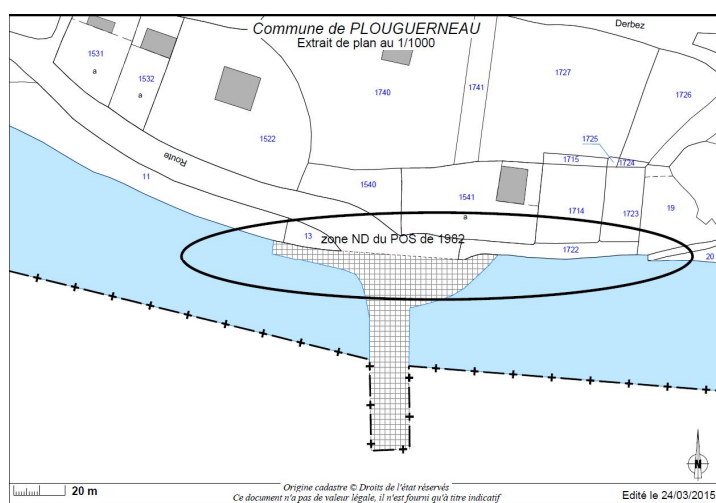 Commune de PLOUGUERNEAU
Extrait de plan au 1/1000
Derbez
1531
a
1532
a
1522
1740
1741
1727
1726
1725
1724
1715
Route
11
1540
1541
a
1714
1723
19
13
zone ND du POS de 1982
1722
20
N
20 m
Origine cadastre © Droits de l'état réservés
Ce document n'a pas de valeur légale, il n'est fourni qu'à titre indicatif
Edité le 24/03/2015